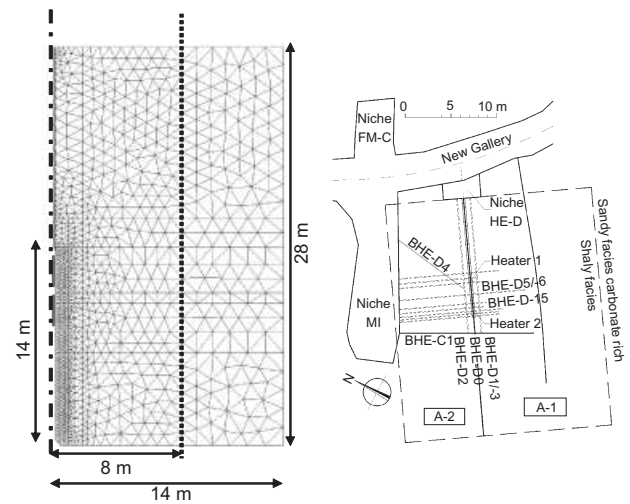 28 m
14 m
8 m
14 m
Niche
FM-C
0 5 10 m
New Gallery
Niche
HE-D
Sandy facies carbonate rich
Shaly facies
BHE-D4
Heater 1
BHE-D5/-6
BHE-D-15
Niche
MI
Heater 2
BHE-C1
BHE-D2
BHE-D0
BHE-D1/-3
N
A-2
A-1